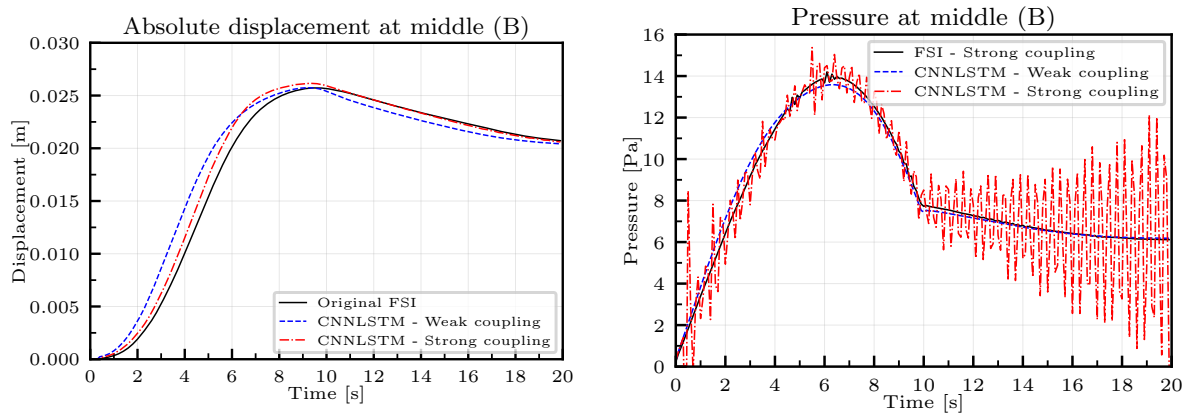 Absolute displacement at middle (B)
0.030
0.025
0.020
0.015
0.010
0.005
0.000
Displacement [m]
Original FSI
CNNLSTM - Weak coupling
CNNLSTM - Strong coupling
0 2 4 6 8 10 12 14 16 18 20
Time [s]
Pressure at middle (B)
16
14
12
10
8
6
4
2
0
Pressure [Pa]
FSI - Strong coupling
CNNLSTM - Weak coupling
CNNLSTM - Strong coupling
0 2 4 6 8 10 12 14 16 18 20
Time [s]